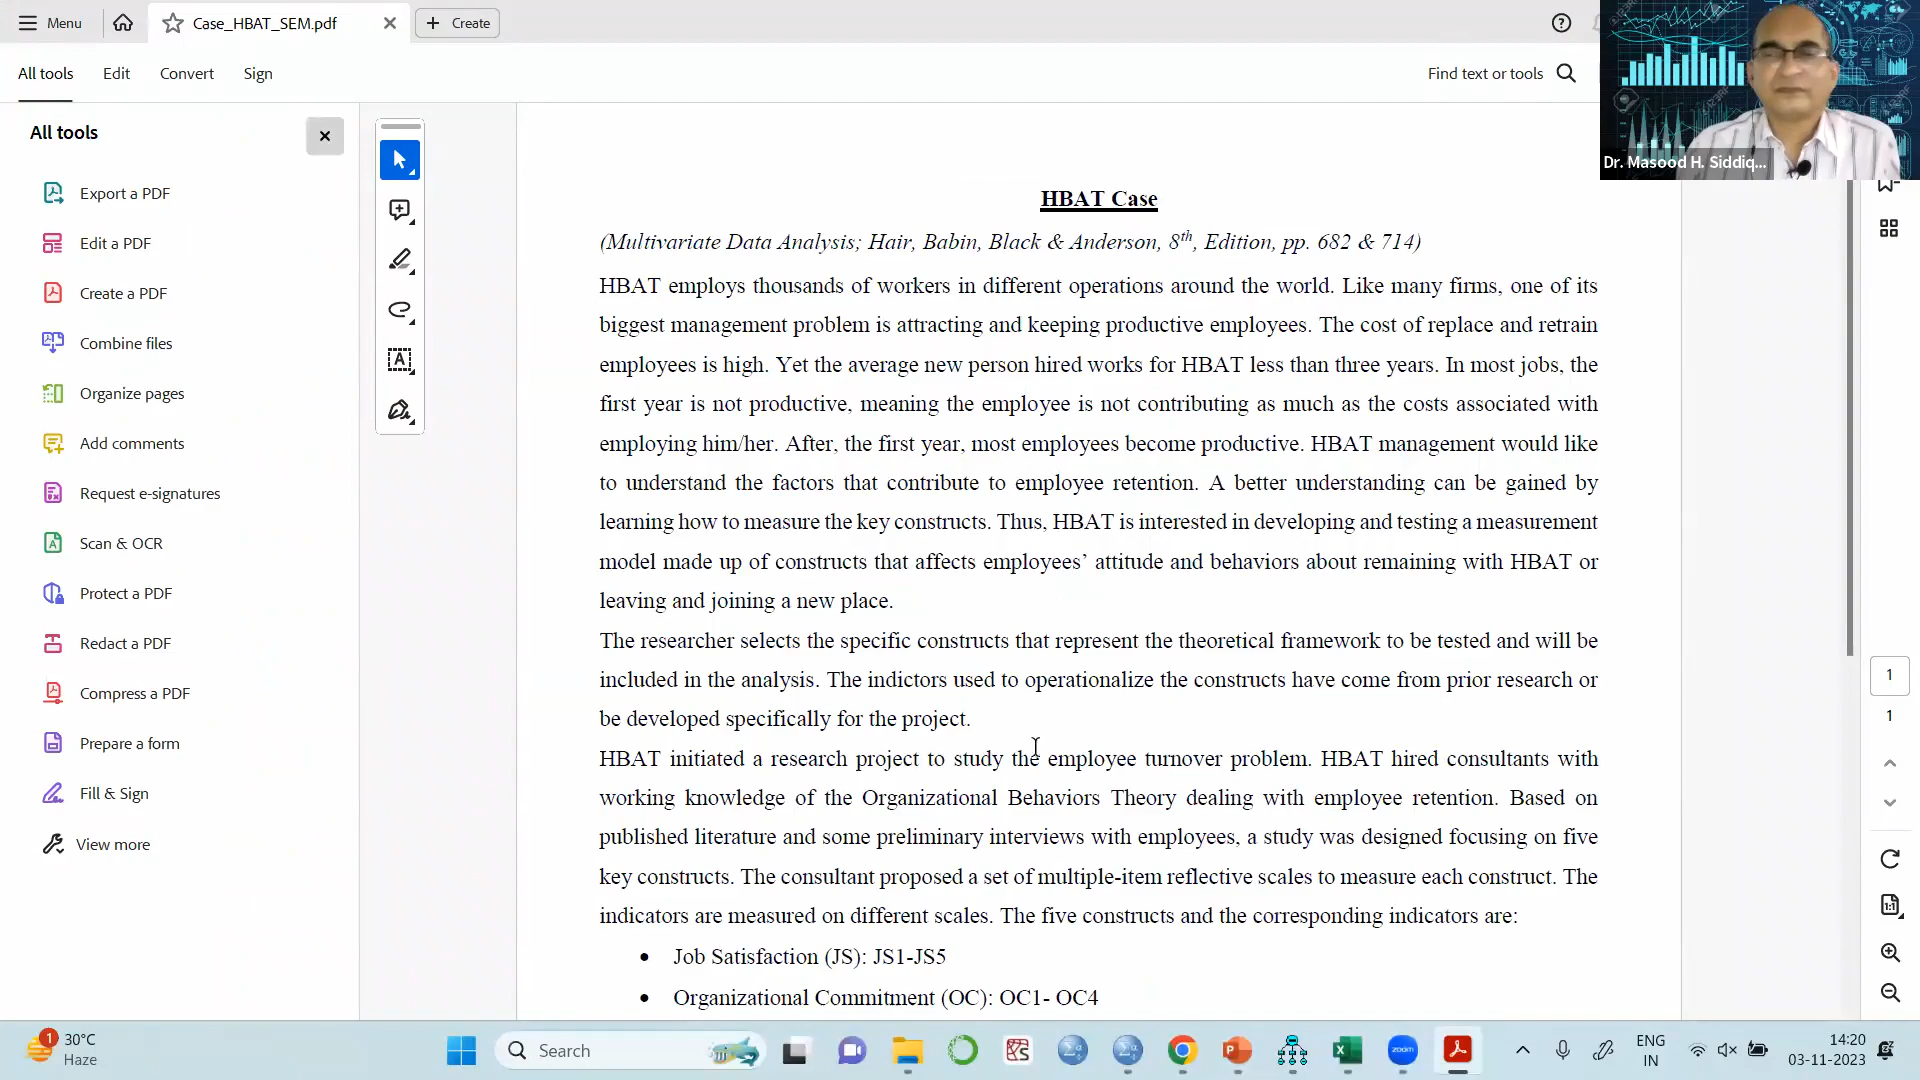 Menu
Case_HBAT_SEM.pdf
Create
All tools
Edit
Convert
Sign
Find text or tools
Dr. Masood H. Siddiq...
All tools
Export a PDF
Edit a PDF
Create a PDF
Combine files
Organize pages
Add comments
Request e-signatures
Scan & OCR
Protect a PDF
Redact a PDF
Compress a PDF
Prepare a form
Fill & Sign
View more
HBAT Case
(Multivariate Data Analysis; Hair, Babin, Black & Anderson, 8th, Edition, pp. 682 & 714)
HBAT employs thousands of workers in different operations around the world. Like many firms, one of its
biggest management problem is attracting and keeping productive employees. The cost of replace and retrain
employees is high. Yet the average new person hired works for HBAT less than three years. In most jobs, the
first year is not productive, meaning the employee is not contributing as much as the costs associated with
employing him/her. After, the first year, most employees become productive. HBAT management would like
to understand the factors that contribute to employee retention. A better understanding can be gained by
learning how to measure the key constructs. Thus, HBAT is interested in developing and testing a measurement
model made up of constructs that affects employees’ attitude and behaviors about remaining with HBAT or
leaving and joining a new place.
The researcher selects the specific constructs that represent the theoretical framework to be tested and will be
included in the analysis. The indictors used to operationalize the constructs have come from prior research or
be developed specifically for the project.
HBAT initiated a research project to study the employee turnover problem. HBAT hired consultants with
working knowledge of the Organizational Behaviors Theory dealing with employee retention. Based on
published literature and some preliminary interviews with employees, a study was designed focusing on five
key constructs. The consultant proposed a set of multiple-item reflective scales to measure each construct. The
indicators are measured on different scales. The five constructs and the corresponding indicators are:
• Job Satisfaction (JS): JS1-JS5
• Organizational Commitment (OC): OC1- OC4
1
1
1:1
1
30°C
Haze
Search
zoom
ENG
IN
14:20
03-11-2023